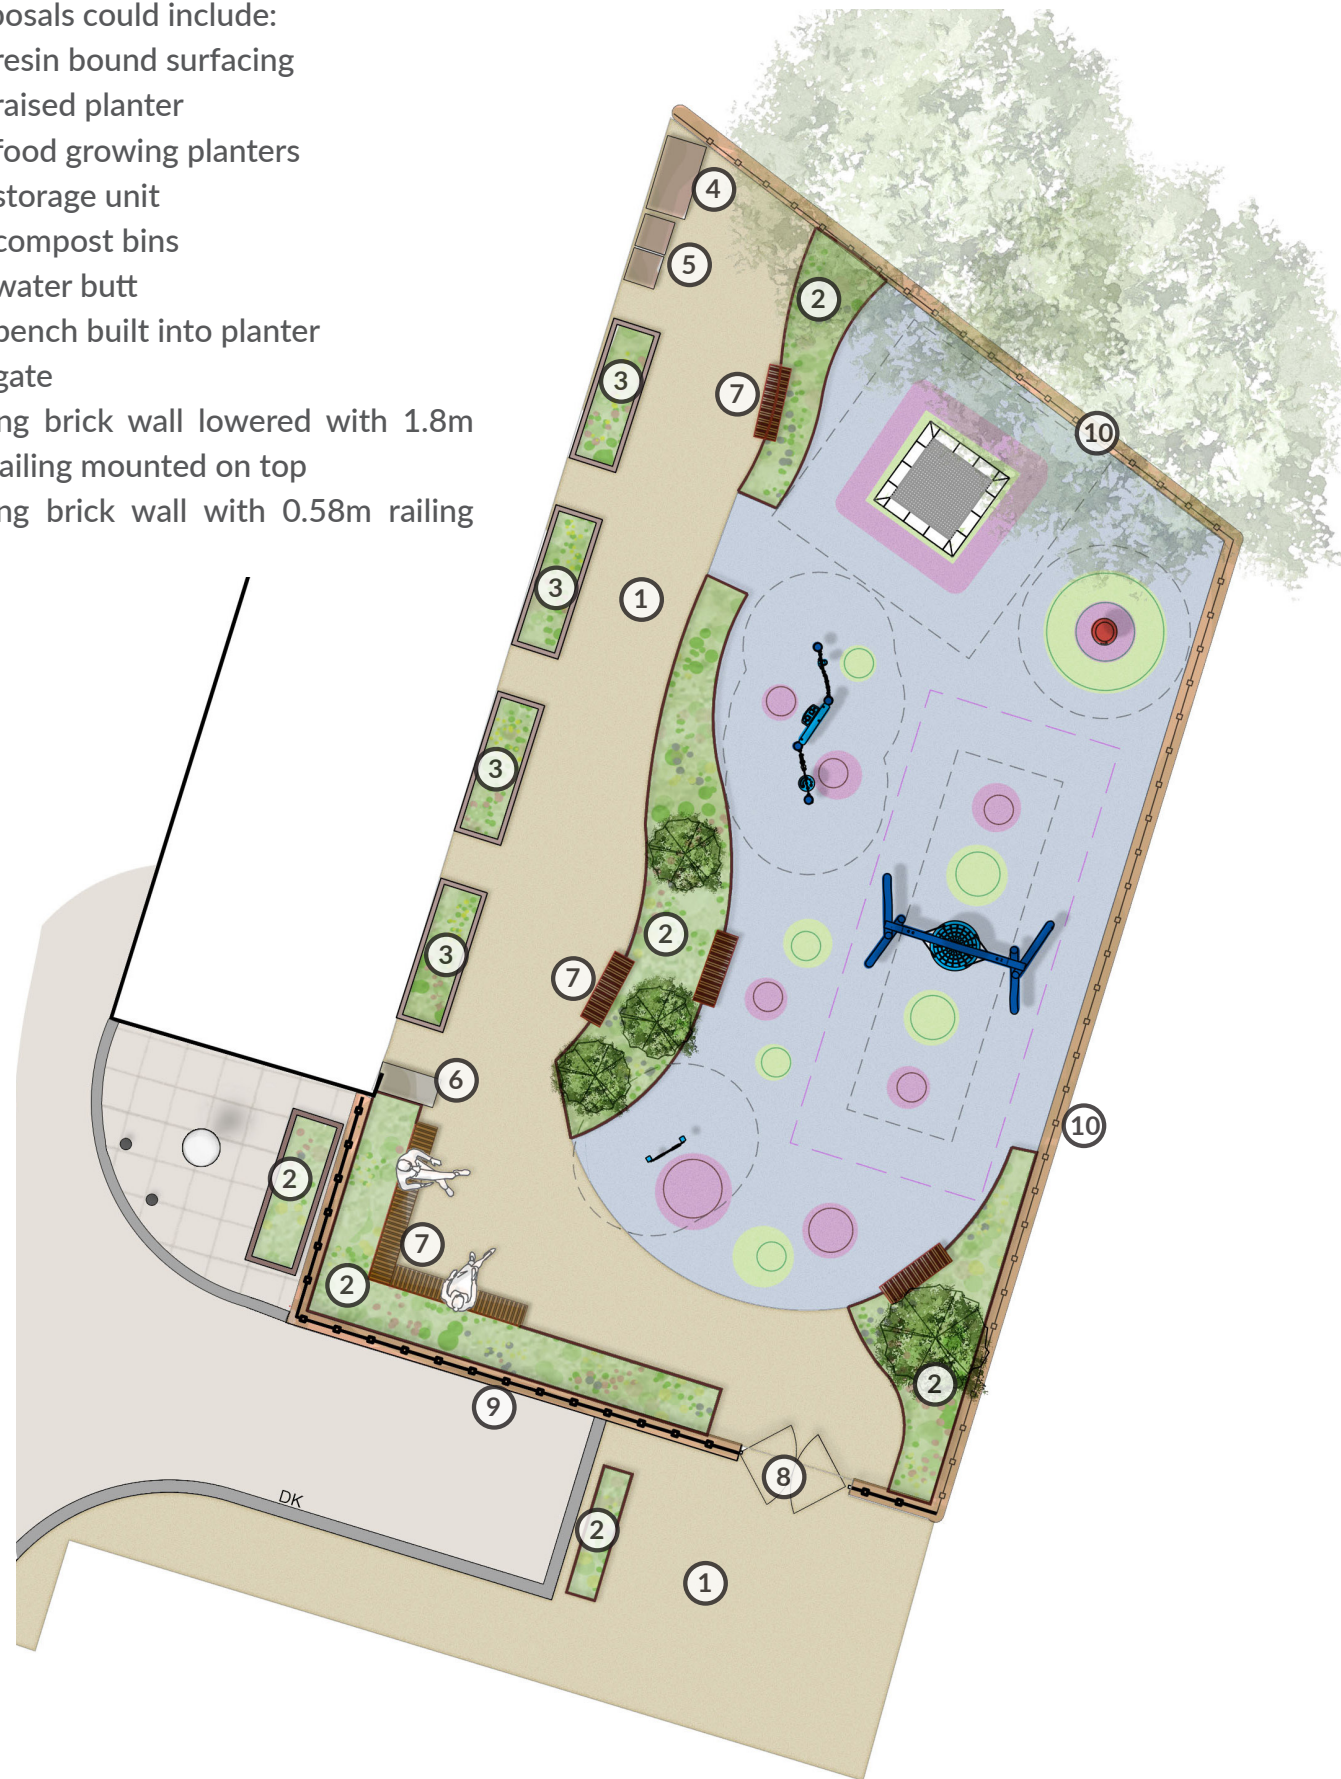 posals could include:
resin bound surfacing
raised planter
food growing planters
storage unit
compost bins
water butt
bench built into planter
gate
ng brick wall lowered with 1.8m
ailing mounted on top
ng brick wall with 0.58m railing
4
5
2
3
7
10
3
1
3
2
3
7
6
10
2
7
2
2
9
8
DK
2
1